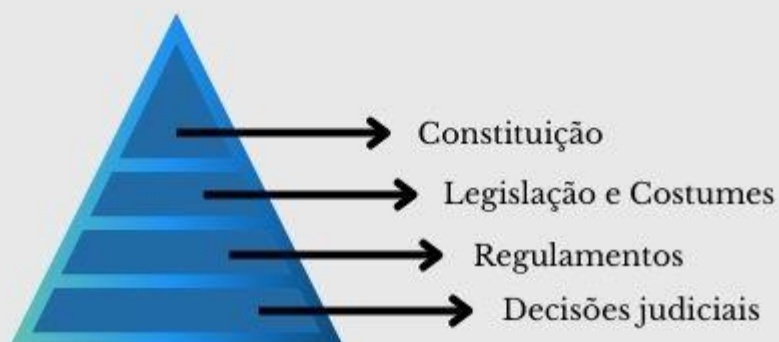 Constituição
Legislação e Costumes
Regulamentos
Decisões judiciais